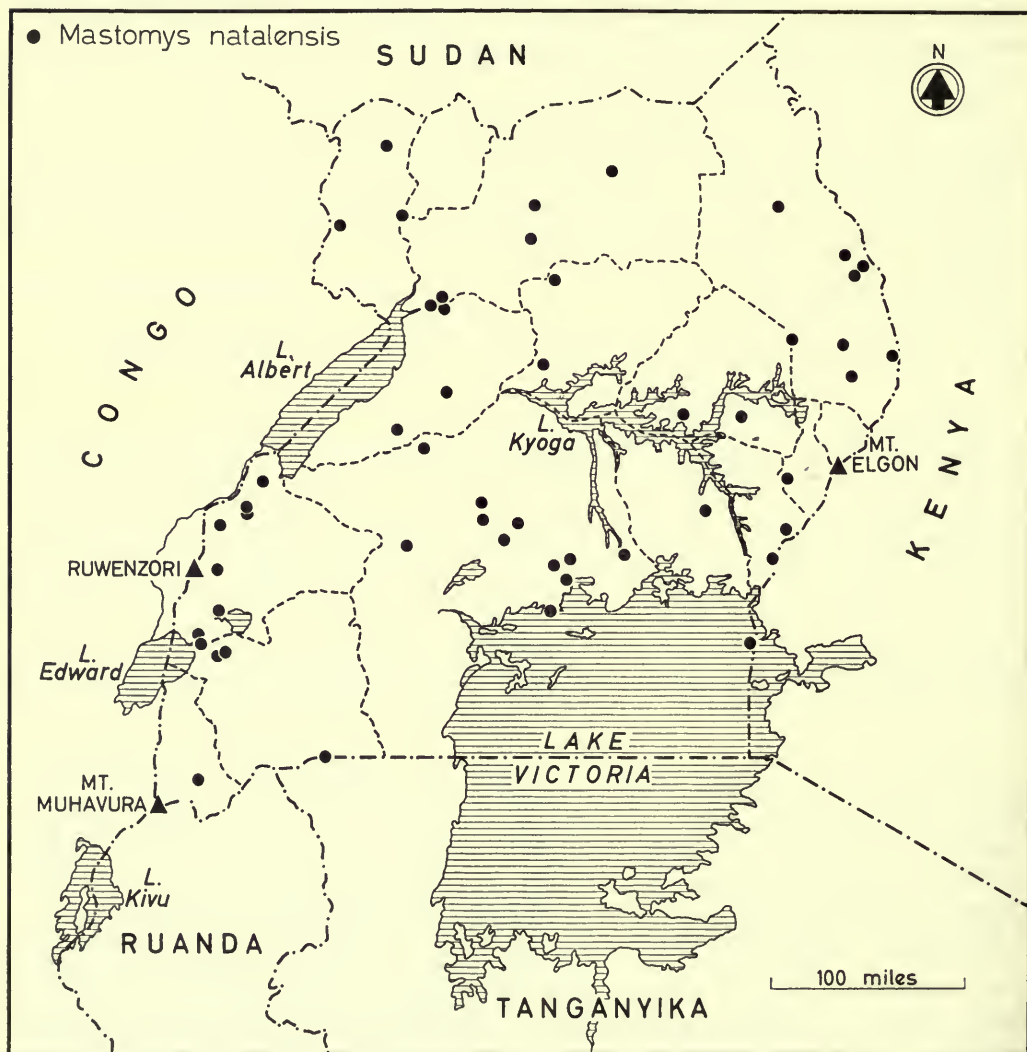 Mastomys natalensis
SUDAN
N
CONGO
L.
Albert
L.
Kyoga
KENYA
MT.
ELGON
RUWENZORI
L.
Edward
LAKE
VICTORIA
MT.
MUHAVURA
L.
Kivu
RUANDA
TANGANYIKA
100 miles